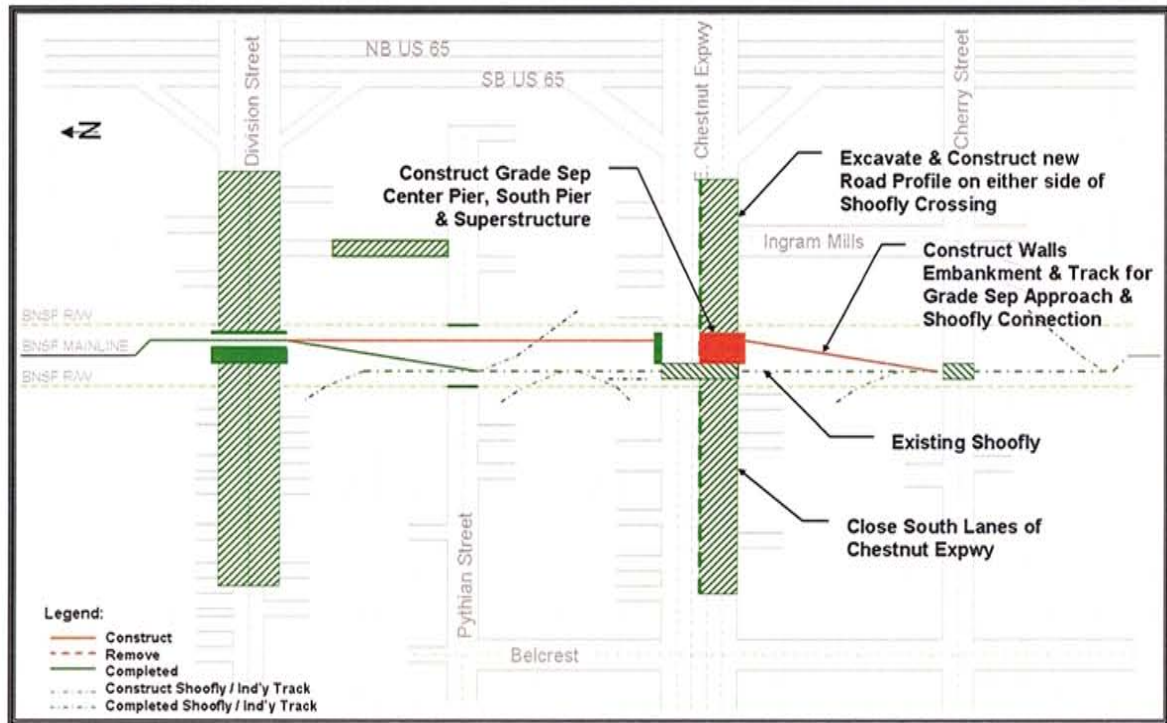 NB US 65
SB US 65
Division Street
E. Chestnut Expwy
Cherry Street
N
Construct Grade Sep
Center Pier, South Pier
& Superstructure
Excavate & Construct new
Road Profile on either side of
Shoofly Crossing
Ingram Mills
Construct Walls
Embankment & Track for
Grade Sep Approach &
Shoofly Connection
BNSF R/W
BNSF MAINLINE
BNSF R/W
Existing Shoofly
Close South Lanes of
Chestnut Expwy
Pythian Street
Belcrest
Legend:
Construct
Remove
Completed
Construct Shoofly / Ind'y Track
Completed Shoofly / Ind'y Track